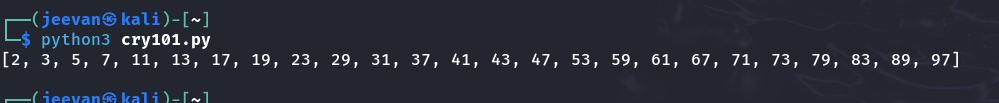 ┌──(jeevan㉿kali)-[~]
└─$ python3 cry101.py
[2, 3, 5, 7, 11, 13, 17, 19, 23, 29, 31, 37, 41, 43, 47, 53, 59, 61, 67, 71, 73, 79, 83, 89, 97]
┌──(jeevan㉿kali)-[~]